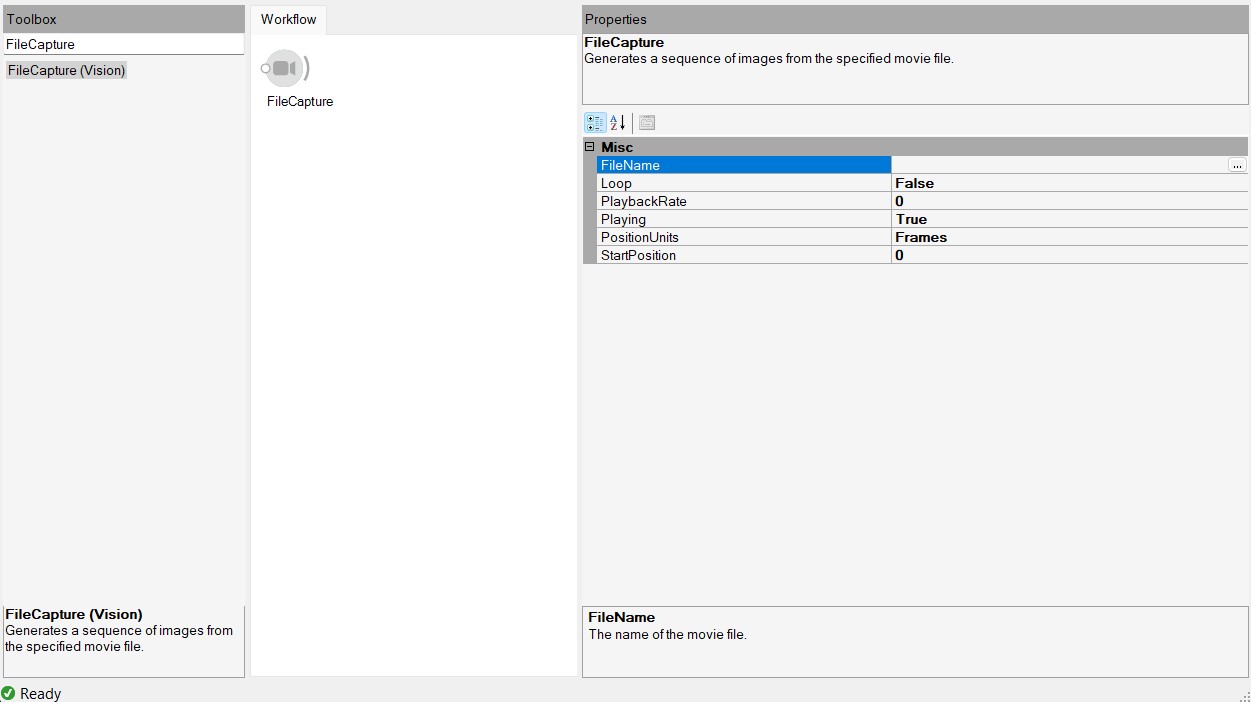 Toolbox
FileCapture
FileCapture (Vision)
FileCapture (Vision)
Generates a sequence of images from
the specified movie file.
Workflow
FileCapture
Properties
FileCapture
Generates a sequence of images from the specified movie file.
Misc
FileName ...
Loop False
PlaybackRate 0
Playing True
PositionUnits Frames
StartPosition 0
FileName
The name of the movie file.
Ready